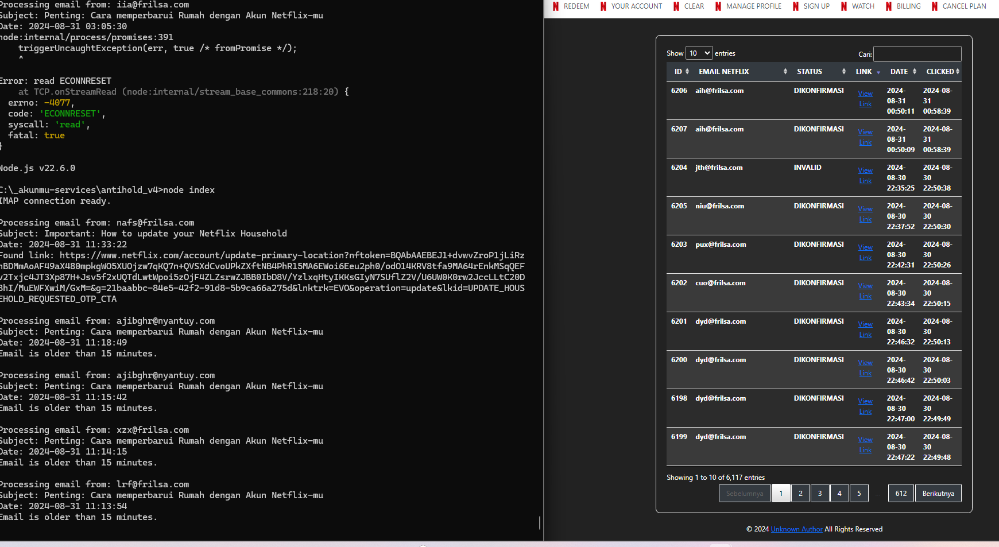 Processing email from: iia@frilsa.com
Subject: Penting: Cara memperbarui Rumah dengan Akun Netflix-mu
Date: 2024-08-31 03:05:30
node:internal/process/promises:391
triggerUncaughtException(err, true /* fromPromise */);
^
Error: read ECONNRESET
at TCP.onStreamRead (node:internal/stream_base_commons:218:20) {
errno: -4077,
code: 'ECONNRESET',
syscall: 'read',
fatal: true
}
Node.js v22.6.0
C:\_akunmu-services\antihold_v4>node index
IMAP connection ready.
Processing email from: nafs@frilsa.com
Subject: Important: How to update your Netflix Household
Date: 2024-08-31 11:33:22
Found link: https://www.netflix.com/account/update-primary-location?nftoken=BQAbAAEBEJ1+dvwvZroP1jLiRz
nBDMmAoAF49aX480mpkgWO5XUOjzw7qKQ7n+QVSXdCvoUPkZXftNB4PhR15MA6EWoi6Eeu2ph0/odO14KRV8tfa9MA64rEnkMSqQEF
v2Txjc4JT3Xp87H+Jsv5f2xUQTdLwtWpoi5zOjF4ZLZsrwZJBB0IbD8V/YzlxqHtyIKKsGIyN7SUflZ2V/U6UW0K0rw2JccLLtC20D
3hI/MuEWFXwiM/GxM=&g=21baabbc-84e5-42f2-91d8-5b9ca66a275d&lnktrk=EVO&operation=update&lkid=UPDATE_HOUS
EHOLD_REQUESTED_OTP_CTA
Processing email from: ajibghr@nyantuy.com
Subject: Penting: Cara memperbarui Rumah dengan Akun Netflix-mu
Date: 2024-08-31 11:18:49
Email is older than 15 minutes.
Processing email from: ajibghr@nyantuy.com
Subject: Penting: Cara memperbarui Rumah dengan Akun Netflix-mu
Date: 2024-08-31 11:15:42
Email is older than 15 minutes.
Processing email from: xzx@frilsa.com
Subject: Penting: Cara memperbarui Rumah dengan Akun Netflix-mu
Date: 2024-08-31 11:14:15
Email is older than 15 minutes.
Processing email from: lrf@frilsa.com
Subject: Penting: Cara memperbarui Rumah dengan Akun Netflix-mu
Date: 2024-08-31 11:13:54
Email is older than 15 minutes.
N REDEEM N YOUR ACCOUNT N CLEAR N MANAGE PROFILE N SIGN UP N WATCH N BILLING N CANCEL PLAN
Show 10 entries Cari:
ID EMAIL NETFLIX STATUS LINK DATE CLICKED
6206 aih@frilsa.com DIKONFIRMASI View Link 2024-08-31 00:50:11 2024-08-31 00:58:39
6207 aih@frilsa.com DIKONFIRMASI View Link 2024-08-31 00:50:09 2024-08-31 00:58:39
6204 jth@frilsa.com INVALID View Link 2024-08-30 22:35:25 2024-08-30 22:50:38
6205 niu@frilsa.com DIKONFIRMASI View Link 2024-08-30 22:37:52 2024-08-30 22:50:30
6203 pux@frilsa.com DIKONFIRMASI View Link 2024-08-30 22:42:31 2024-08-30 22:50:26
6202 cuo@frilsa.com DIKONFIRMASI View Link 2024-08-30 22:43:34 2024-08-30 22:50:15
6201 dyd@frilsa.com DIKONFIRMASI View Link 2024-08-30 22:46:32 2024-08-30 22:50:13
6200 dyd@frilsa.com DIKONFIRMASI View Link 2024-08-30 22:46:42 2024-08-30 22:50:03
6198 dyd@frilsa.com DIKONFIRMASI View Link 2024-08-30 22:47:00 2024-08-30 22:49:49
6199 dyd@frilsa.com DIKONFIRMASI View Link 2024-08-30 22:47:22 2024-08-30 22:49:48
Showing 1 to 10 of 6,117 entries
Sebelumnya 1 2 3 4 5 … 612 Berikutnya
© 2024 Unknown Author All Rights Reserved